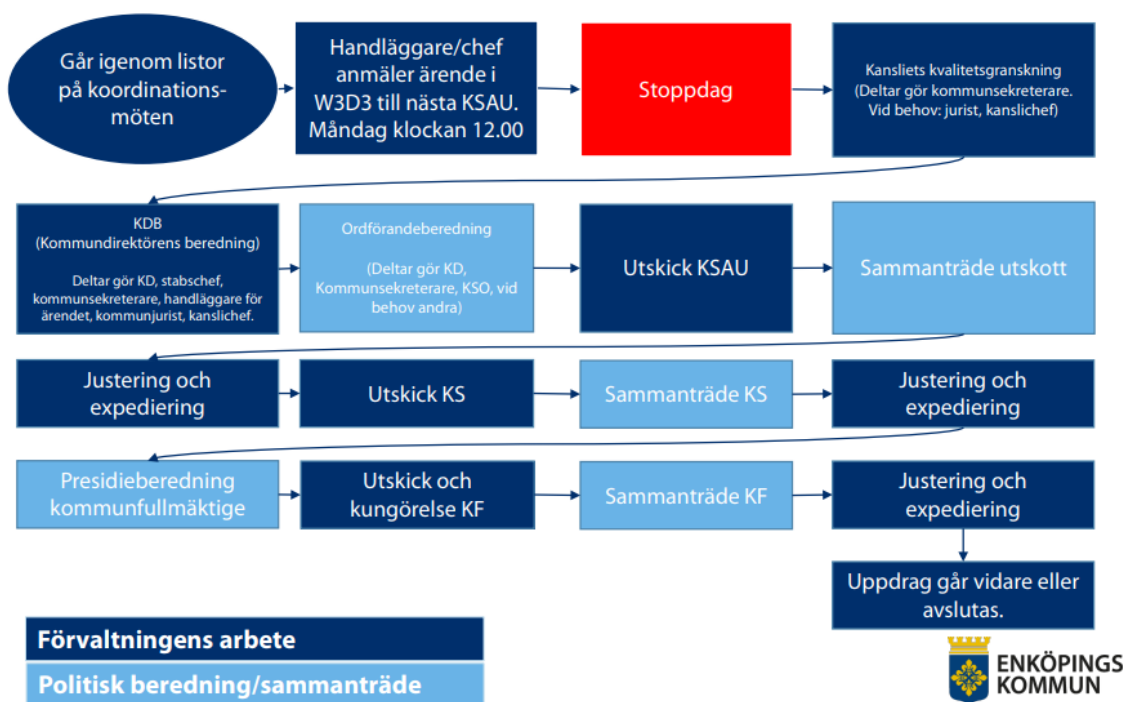 Går igenom listor
på koordinations-
möten
Handläggare/chef
anmäler ärende i
W3D3 till nästa KSAU.
Måndag klockan 12.00
Stoppdag
Kansliets kvalitetsgranskning
(Deltar gör kommunsekreterare.
Vid behov: jurist, kanslichef)
KDB
(Kommundirektörens beredning)
Deltar gör KD, stabschef,
kommunsekreterare, handläggare för
ärendet, kommunjurist, kanslichef.
Ordförandeberedning
(Deltar gör KD,
Kommunsekreterare, KSO, vid
behov andra)
Utskick KSAU
Sammanträde utskott
Justering och
expediering
Utskick KS
Sammanträde KS
Justering och
expediering
Presidieberedning
kommunfullmäktige
Utskick och
kungörelse KF
Sammanträde KF
Justering och
expediering
Uppdrag går vidare eller
avslutas.
Förvaltningens arbete
Politisk beredning/sammanträde
ENKÖPINGS
KOMMUN